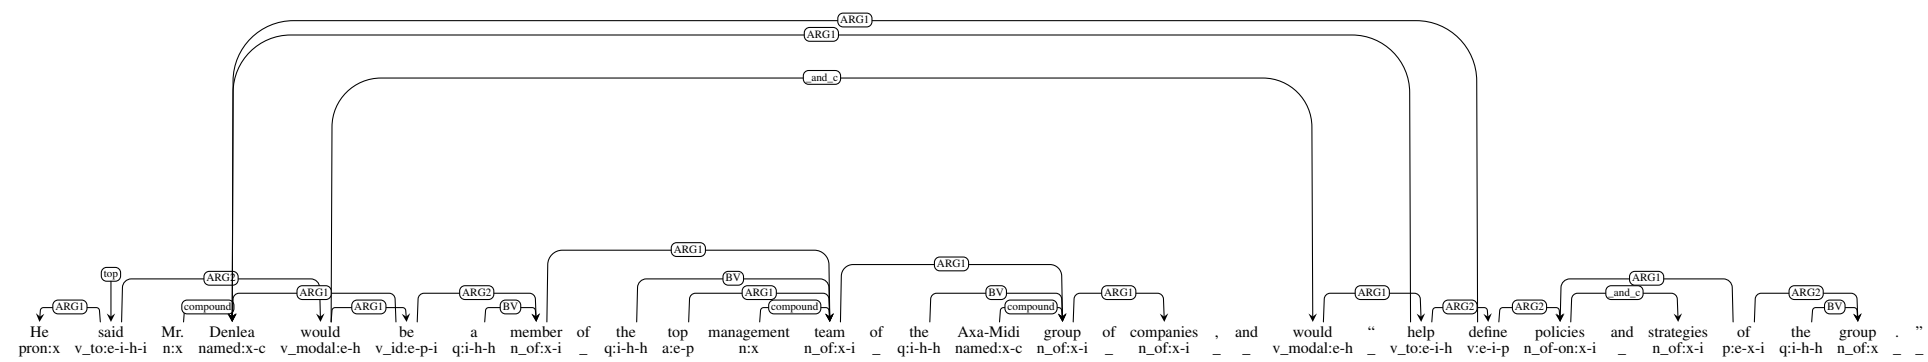 ARG1
ARG1
_and_c
ARG1
ARG1
top ARG2 BV ARG1
ARG1 ARG2 ARG1 BV ARG1 ARG1 _and_c ARG2
ARG1 compound ARG1 BV compound compound ARG2 ARG2 BV
He said Mr. Denlea would be a member of the top management team of the Axa-Midi group of companies , and would “ help define policies and strategies of the group . ”
pron:x v_to:e-i-h-i n:x named:x-c v_modal:e-h v_id:e-p-i q:i-h-h n_of:x-i _ q:i-h-h a:e-p n:x n_of:x-i _ q:i-h-h named:x-c n_of:x-i _ n_of:x-i _ _ v_modal:e-h _ v_to:e-i-h v:e-i-p n_of-on:x-i _ n_of:x-i p:e-x-i q:i-h-h n_of:x _ _